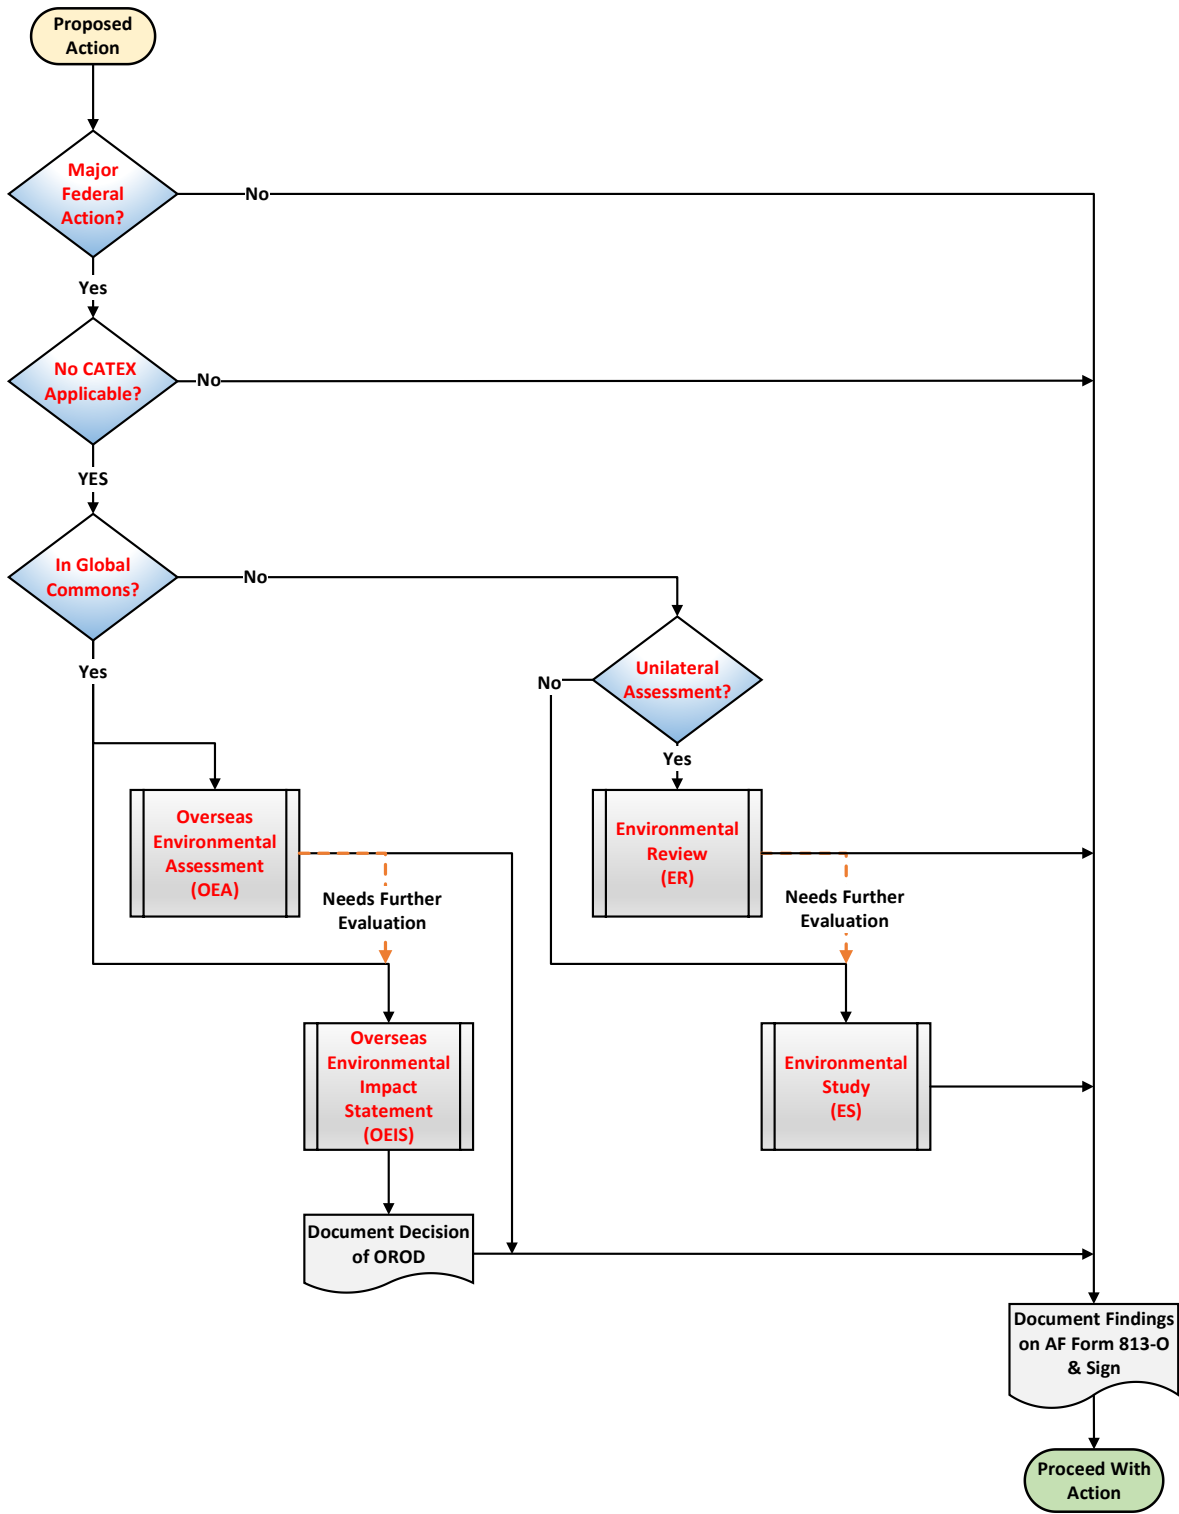 Proposed
Action
Major
Federal
Action?
No
Yes
No CATEX
Applicable?
No
YES
In Global
Commons?
No
Yes
Unilateral
Assessment?
No
Yes
Overseas
Environmental
Assessment
(OEA)
Environmental
Review
(ER)
Needs Further
Evaluation
Needs Further
Evaluation
Overseas
Environmental
Impact
Statement
(OEIS)
Environmental
Study
(ES)
Document Decision
of OROD
Document Findings
on AF Form 813-O
& Sign
Proceed With
Action